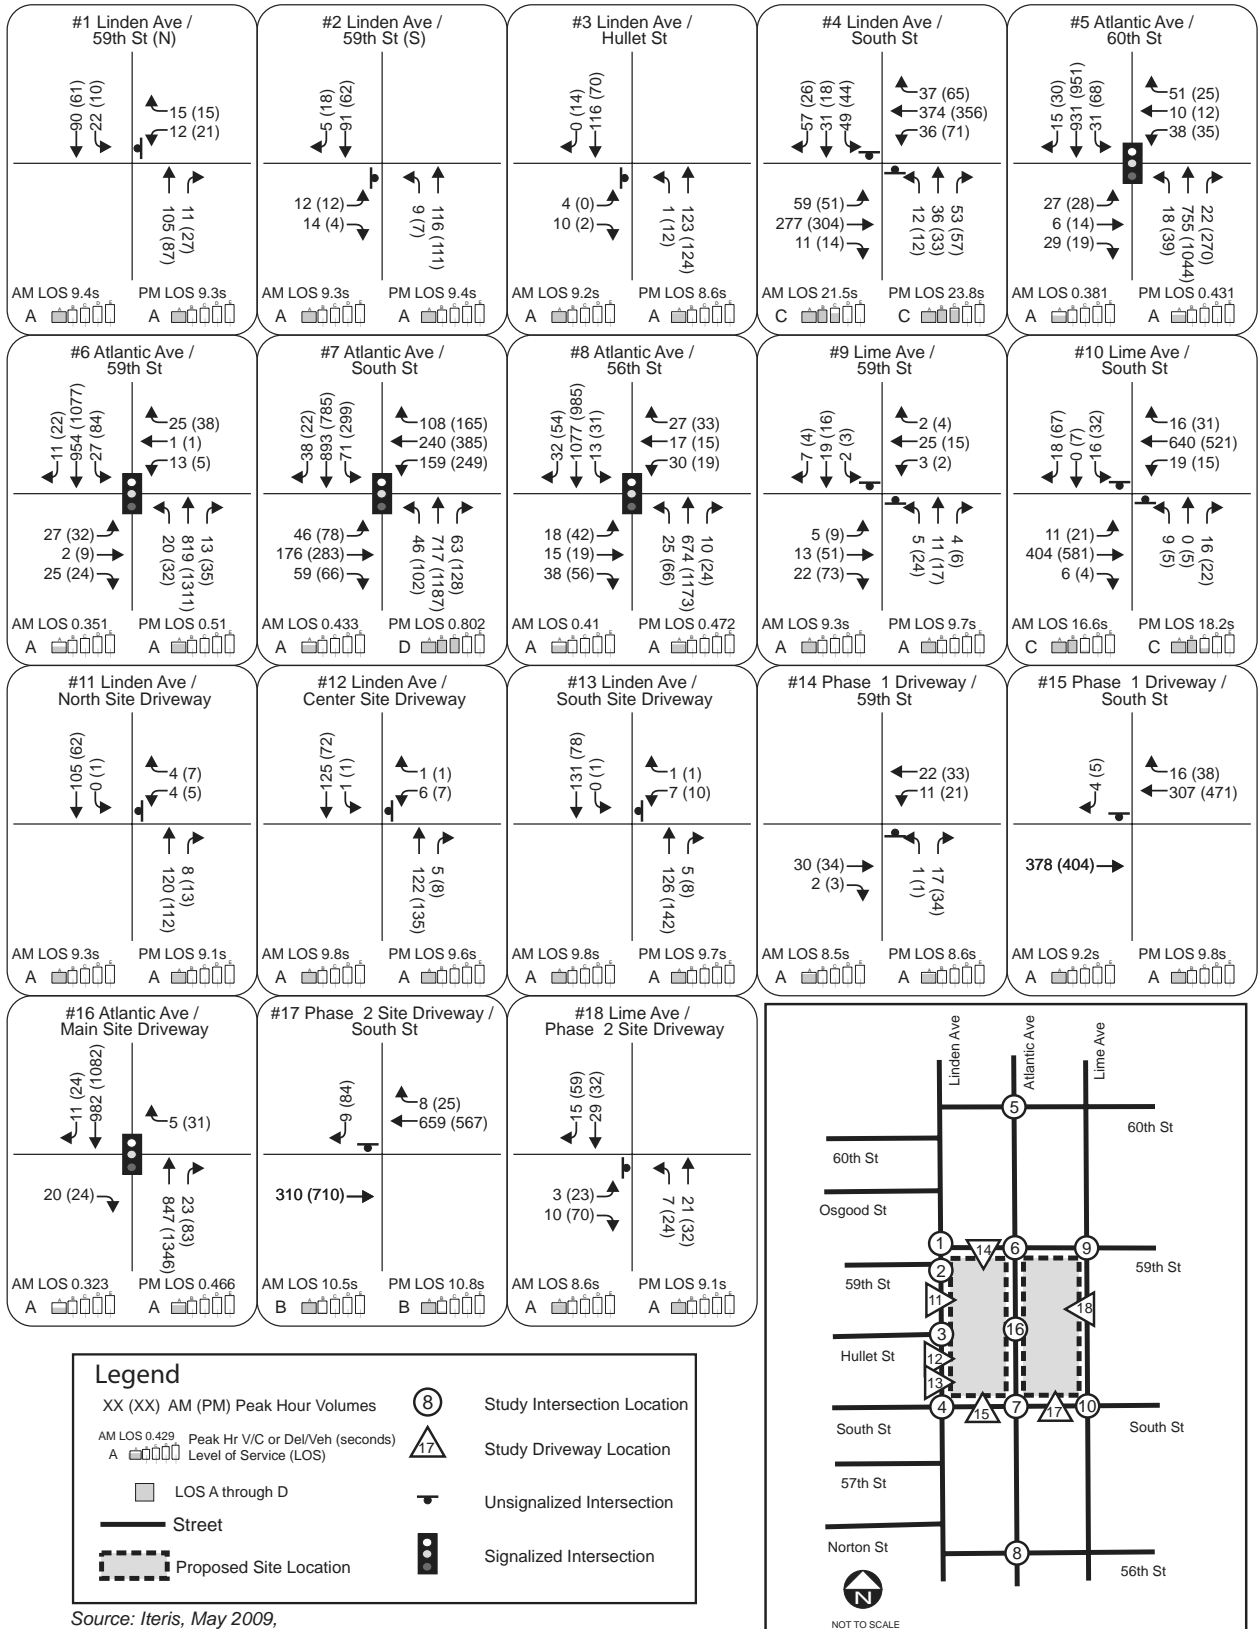 #1 Linden Ave /
59th St (N)
90 (61)
22 (10)
15 (15)
12 (21)
105 (87)
11 (27)
AM LOS 9.4s PM LOS 9.3s
A A
#2 Linden Ave /
59th St (S)
5 (18)
91 (62)
12 (12)
14 (4)
9 (7)
116 (111)
AM LOS 9.3s PM LOS 9.4s
A A
#3 Linden Ave /
Hullet St
0 (14)
116 (70)
4 (0)
10 (2)
1 (12)
123 (124)
AM LOS 9.2s PM LOS 8.6s
A A
#4 Linden Ave /
South St
57 (26)
31 (18)
49 (44)
37 (65)
374 (356)
36 (71)
59 (51)
277 (304)
11 (14)
12 (12)
36 (33)
53 (57)
AM LOS 21.5s PM LOS 23.8s
C C
#5 Atlantic Ave /
60th St
15 (30)
931 (951)
31 (68)
51 (25)
10 (12)
38 (35)
27 (28)
6 (14)
29 (19)
18 (39)
755 (1044)
22 (270)
AM LOS 0.381 PM LOS 0.431
A A
#6 Atlantic Ave /
59th St
11 (22)
954 (1077)
27 (84)
25 (38)
1 (1)
13 (5)
27 (32)
2 (9)
25 (24)
20 (32)
819 (1311)
13 (35)
AM LOS 0.351 PM LOS 0.51
A A
#7 Atlantic Ave /
South St
38 (22)
893 (785)
71 (299)
108 (165)
240 (385)
159 (249)
46 (78)
176 (283)
59 (66)
46 (102)
717 (1187)
63 (128)
AM LOS 0.433 PM LOS 0.802
A D
#8 Atlantic Ave /
56th St
32 (54)
1077 (985)
13 (31)
27 (33)
17 (15)
30 (19)
18 (42)
15 (19)
38 (56)
25 (66)
674 (1173)
10 (24)
AM LOS 0.41 PM LOS 0.472
A A
#9 Lime Ave /
59th St
7 (4)
19 (16)
2 (3)
2 (4)
25 (15)
3 (2)
5 (9)
13 (51)
22 (73)
5 (24)
11 (17)
4 (6)
AM LOS 9.3s PM LOS 9.7s
A A
#10 Lime Ave /
South St
18 (67)
0 (7)
16 (32)
16 (31)
640 (521)
19 (15)
11 (21)
404 (581)
6 (4)
9 (5)
0 (5)
16 (22)
AM LOS 16.6s PM LOS 18.2s
C C
#11 Linden Ave /
North Site Driveway
105 (62)
0 (1)
4 (7)
4 (5)
120 (112)
8 (13)
AM LOS 9.3s PM LOS 9.1s
A A
#12 Linden Ave /
Center Site Driveway
125 (72)
1 (1)
1 (1)
6 (7)
122 (135)
5 (8)
AM LOS 9.8s PM LOS 9.6s
A A
#13 Linden Ave /
South Site Driveway
131 (78)
0 (1)
1 (1)
7 (10)
126 (142)
5 (8)
AM LOS 9.8s PM LOS 9.7s
A A
#14 Phase 1 Driveway /
59th St
22 (33)
11 (21)
30 (34)
2 (3)
1 (1)
17 (34)
AM LOS 8.5s PM LOS 8.6s
A A
#15 Phase 1 Driveway /
South St
4 (5)
16 (38)
307 (471)
378 (404)
AM LOS 9.2s PM LOS 9.8s
A A
#16 Atlantic Ave /
Main Site Driveway
11 (24)
982 (1082)
5 (31)
20 (24)
847 (1346)
23 (83)
AM LOS 0.323 PM LOS 0.466
A A
#17 Phase 2 Site Driveway /
South St
9 (84)
8 (25)
659 (567)
310 (710)
AM LOS 10.5s PM LOS 10.8s
B B
#18 Lime Ave /
Phase 2 Site Driveway
15 (59)
29 (32)
3 (23)
10 (70)
7 (24)
21 (32)
AM LOS 8.6s PM LOS 9.1s
A A
Linden Ave
Atlantic Ave
Lime Ave
5
60th St
60th St
Osgood St
1
14
6
9
59th St
2
59th St
11
18
16
3
Hullet St
12
13
4
15
7
17
10
South St
South St
57th St
Norton St
8
56th St
N
NOT TO SCALE
Legend
XX (XX) AM (PM) Peak Hour Volumes
AM LOS 0.429
A
Peak Hr V/C or Del/Veh (seconds)
Level of Service (LOS)
LOS A through D
Street
Proposed Site Location
8
Study Intersection Location
17
Study Driveway Location
Unsignalized Intersection
Signalized Intersection
Source: Iteris, May 2009,